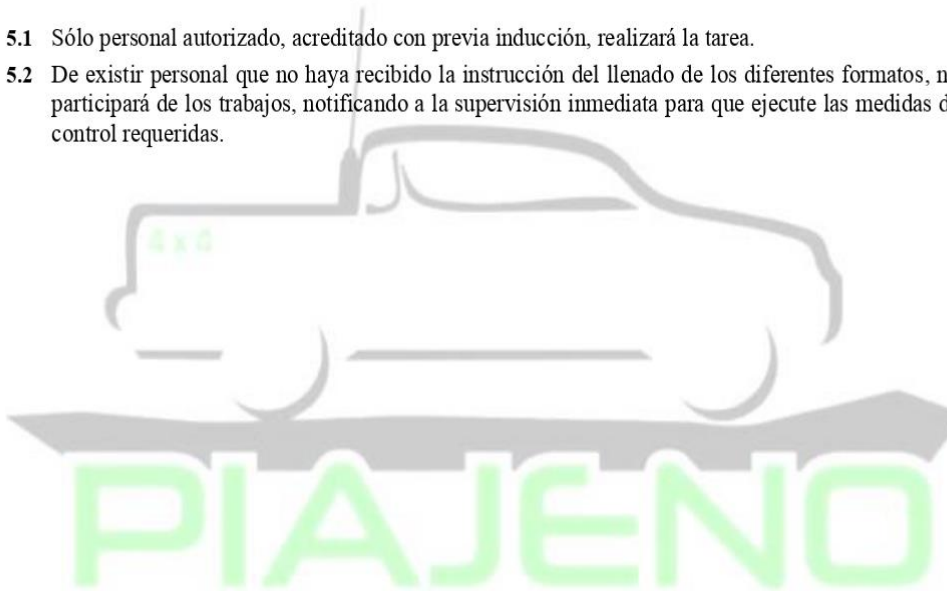 5.1 Sólo personal autorizado, acreditado con previa inducción, realizará la tarea.
5.2 De existir personal que no haya recibido la instrucción del llenado de los diferentes formatos, n
participará de los trabajos, notificando a la supervisión inmediata para que ejecute las medidas d
control requeridas.
4 x 4
PIAJENO